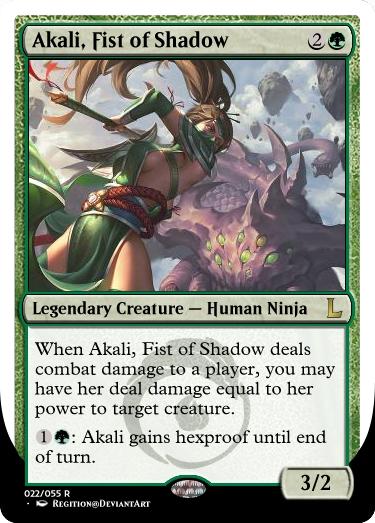 Akali, Fist of Shadow 2
Legendary Creature — Human Ninja L
When Akali, Fist of Shadow deals
combat damage to a player, you may
have her deal damage equal to her
power to target creature.
1 : Akali gains hexproof until end
of turn.
3/2
022/055 R
· Regition@DeviantArt